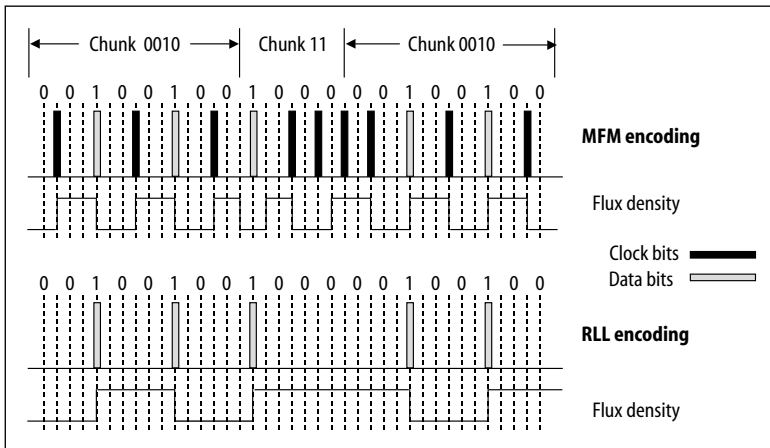 Chunk 0010 Chunk 11 Chunk 0010
0 0 1 0 0 1 0 0 1 0 0 0 0 0 1 0 0 1 0 0
MFM encoding
Flux density
Clock bits
Data bits
0 0 1 0 0 1 0 0 1 0 0 0 0 0 1 0 0 1 0 0
RLL encoding
Flux density